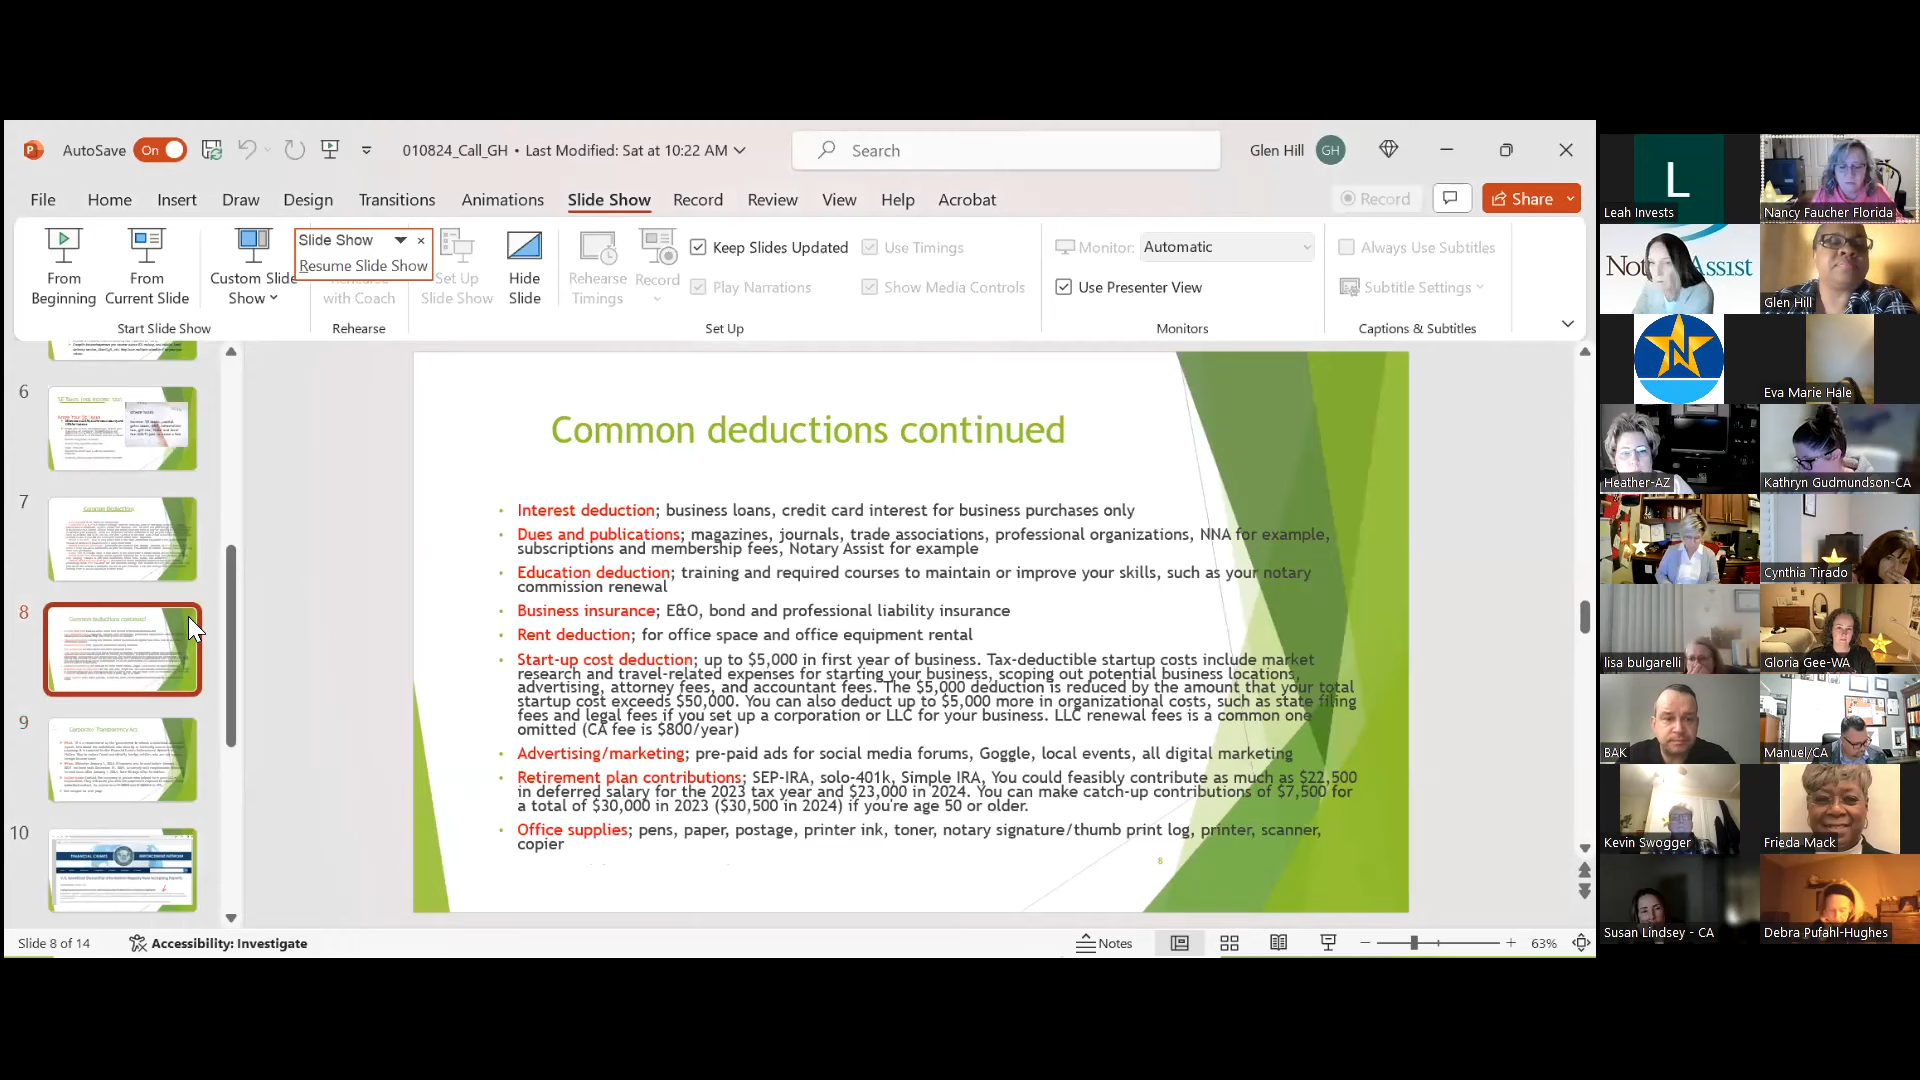 AutoSave On 010824_Call_GH • Last Modified: Sat at 10:22 AM Search Glen Hill GH
File Home Insert Draw Design Transitions Animations Slide Show Record Review View Help Acrobat Record Share
From Beginning
From Current Slide
Custom Slide Show
Slide Show
Resume Slide Show
Rehearse with Coach
Set Up Slide Show
Hide Slide
Rehearse Timings
Record
Keep Slides Updated
Use Timings
Play Narrations
Show Media Controls
Monitor: Automatic
Use Presenter View
Always Use Subtitles
Subtitle Settings
Start Slide Show Rehearse Set Up Monitors Captions & Subtitles
6
7
Common Deductions
8
Common deductions continued
9
Corporate Transparency Act
10
Common deductions continued
• Interest deduction; business loans, credit card interest for business purchases only
• Dues and publications; magazines, journals, trade associations, professional organizations, NNA for example,
subscriptions and membership fees, Notary Assist for example
• Education deduction; training and required courses to maintain or improve your skills, such as your notary
commission renewal
• Business insurance; E&O, bond and professional liability insurance
• Rent deduction; for office space and office equipment rental
• Start-up cost deduction; up to $5,000 in first year of business. Tax-deductible startup costs include market
research and travel-related expenses for starting your business, scoping out potential business locations,
advertising, attorney fees, and accountant fees. The $5,000 deduction is reduced by the amount that your total
startup cost exceeds $50,000. You can also deduct up to $5,000 more in organizational costs, such as state filing
fees and legal fees if you set up a corporation or LLC for your business. LLC renewal fees is a common one
omitted (CA fee is $800/year)
• Advertising/marketing; pre-paid ads for social media forums, Goggle, local events, all digital marketing
• Retirement plan contributions; SEP-IRA, solo-401k, Simple IRA, You could feasibly contribute as much as $22,500
in deferred salary for the 2023 tax year and $23,000 in 2024. You can make catch-up contributions of $7,500 for
a total of $30,000 in 2023 ($30,500 in 2024) if you're age 50 or older.
• Office supplies; pens, paper, postage, printer ink, toner, notary signature/thumb print log, printer, scanner,
copier
8
Slide 8 of 14 Accessibility: Investigate Notes 63%
L
Leah Invests
Nancy Faucher Florida
Assist
Glen Hill
N
Eva Marie Hale
Heather-AZ
Kathryn Gudmundson-CA
Cynthia Tirado
lisa bulgarelli
Gloria Gee-WA
BAK
Manuel/CA
Kevin Swogger
Frieda Mack
Susan Lindsey - CA
Debra Pufahl-Hughes